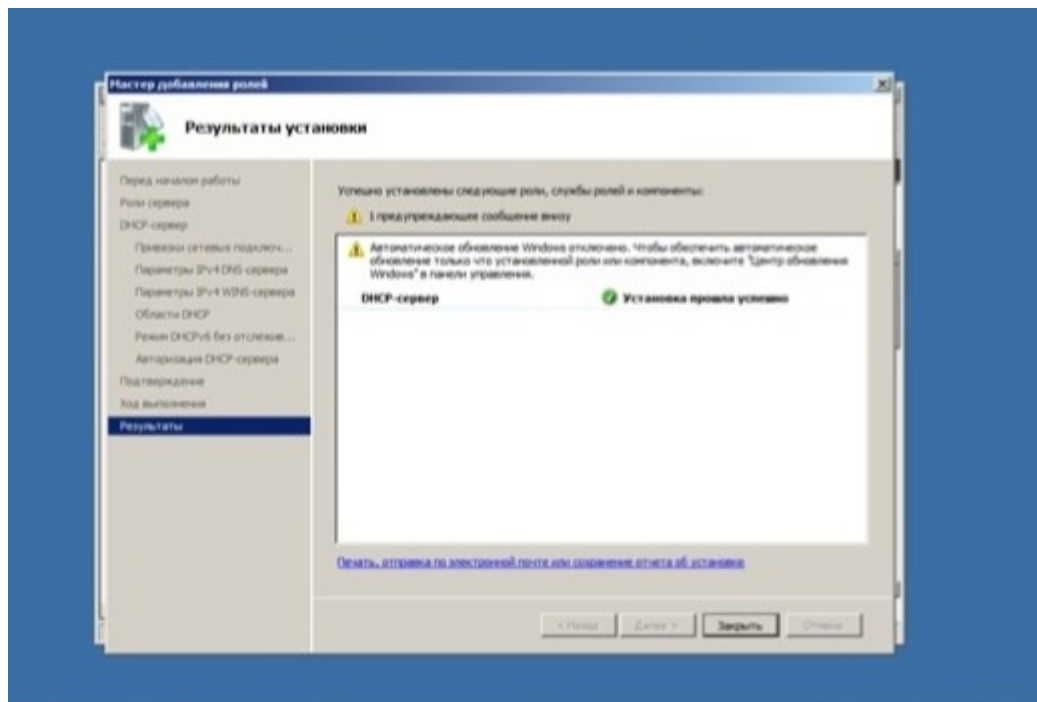 Мастер добавления ролей
Результаты установки
Перед началом работы
Роли сервера
DHCP-сервер
Привязки сетевых подключ...
Параметры IPv4 DNS-сервера
Параметры IPv4 WINS-сервера
Области DHCP
Режим DHCPv6 без отслежив...
Авторизация DHCP-сервера
Подтверждение
Ход выполнения
Результаты
Успешно установлены следующие роли, службы ролей и компоненты:
1 предупреждающее сообщение внизу
Автоматическое обновление Windows отключено. Чтобы обеспечить автоматическое
обновление только что установленной роли или компонента, включите "Центр обновления
Windows" в панели управления.
DHCP-сервер
Установка прошла успешно
Печать, отправка по электронной почте или сохранение отчета об установке
< Назад
Далее >
Закрыть
Отмена